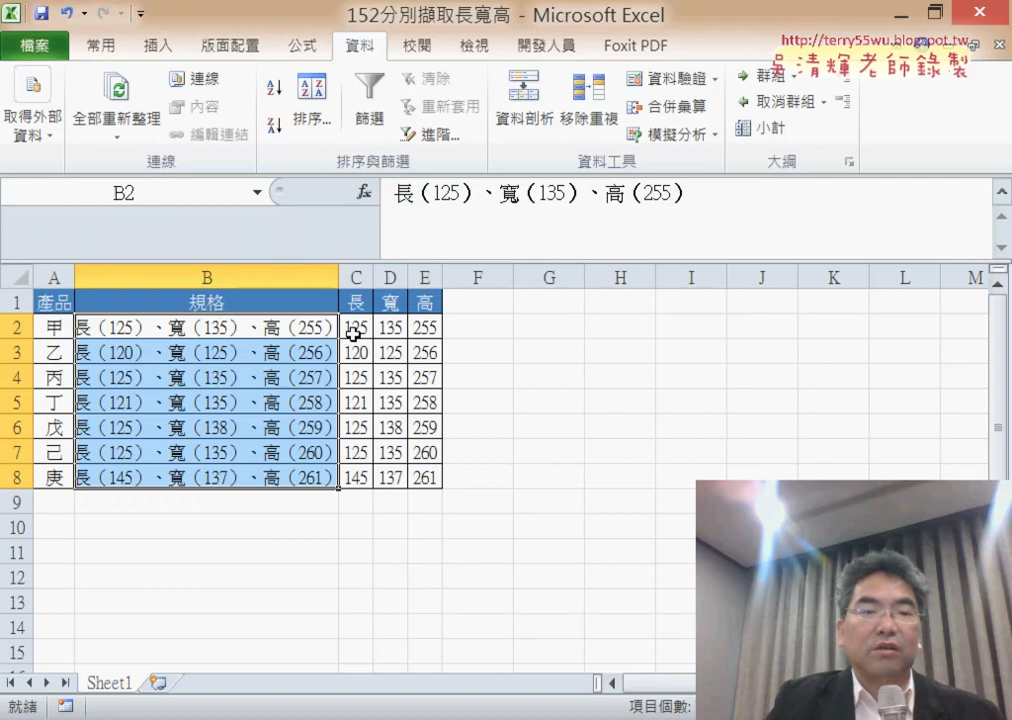 152分別擷取長寬高 - Microsoft Excel
http://terry55wu.blogspot.tw
吳清輝老師錄製
檔案 常用 插入 版面配置 公式 資料 校閱 檢視 開發人員 Foxit PDF
取得外部資料
全部重新整理
連線
內容
編輯連結
連線
排序...
篩選
清除
重新套用
進階...
排序與篩選
資料剖析
移除重複
資料驗證
合併彙算
模擬分析
資料工具
群組
取消群組
小計
大綱
B2 fx 長（125）、寬（135）、高（255）
A B C D E F G H I J K L M
1 產品 規格 長 寬 高
2 甲 長（125）、寬（135）、高（255） 125 135 255
3 乙 長（120）、寬（125）、高（256） 120 125 256
4 丙 長（125）、寬（135）、高（257） 125 135 257
5 丁 長（121）、寬（135）、高（258） 121 135 258
6 戊 長（125）、寬（138）、高（259） 125 138 259
7 己 長（125）、寬（135）、高（260） 125 135 260
8 庚 長（145）、寬（137）、高（261） 145 137 261
9
10
11
12
13
14
15
Sheet1
就緒 項目個數: